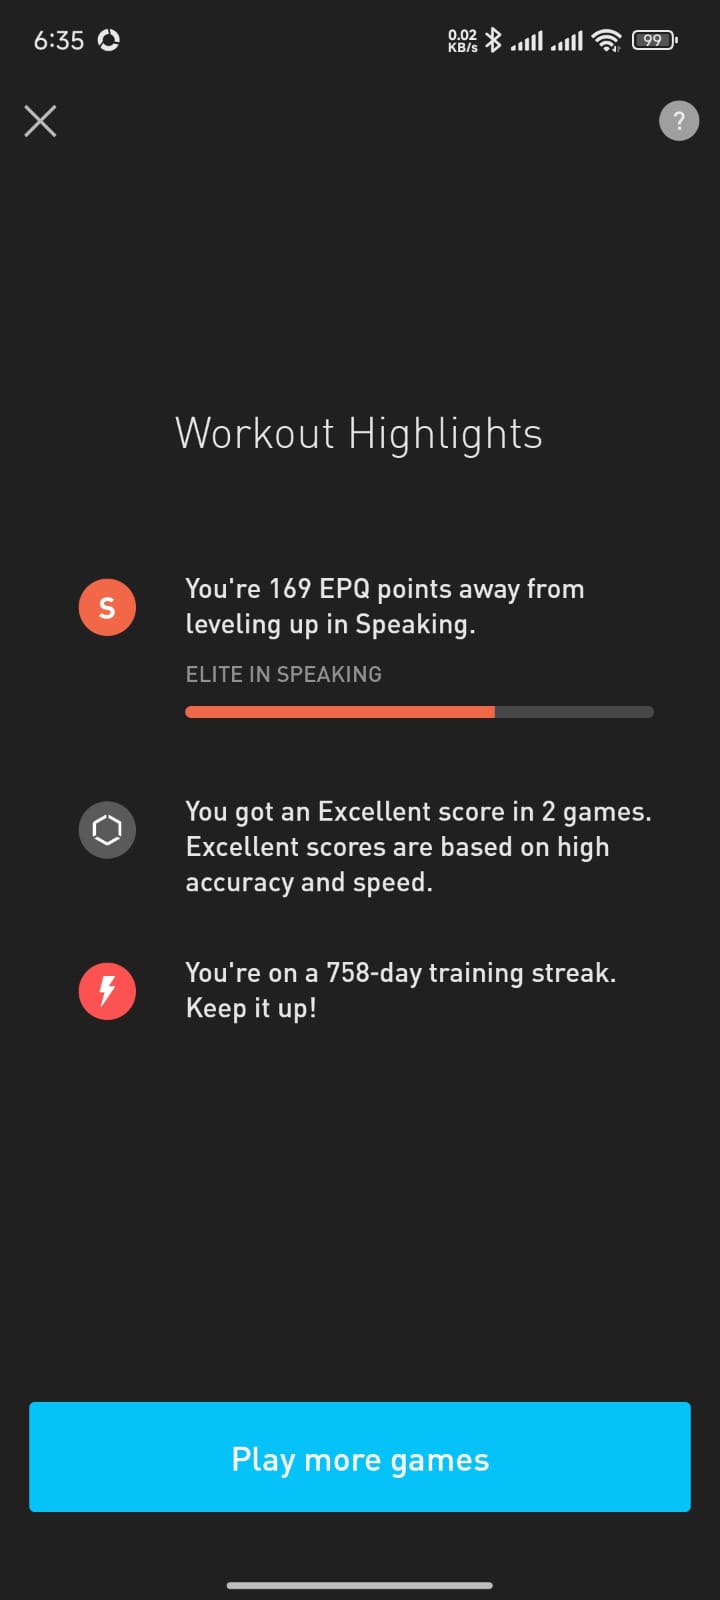 6:35
0.02
KB/s
99
?
Workout Highlights
S
You're 169 EPQ points away from
leveling up in Speaking.
ELITE IN SPEAKING
You got an Excellent score in 2 games.
Excellent scores are based on high
accuracy and speed.
You're on a 758-day training streak.
Keep it up!
Play more games